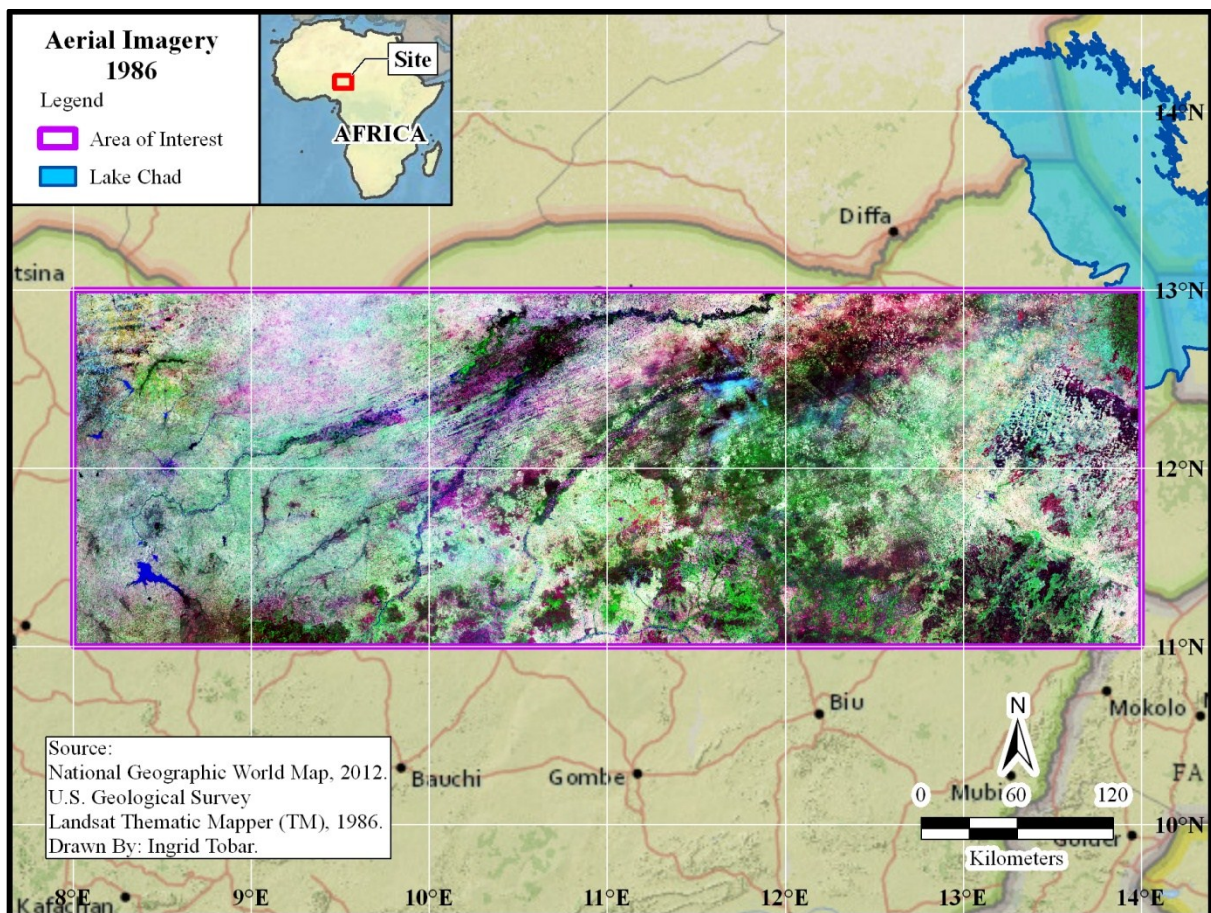 Aerial Imagery
1986
Legend
Area of Interest
Lake Chad
Site
AFRICA
14°N
Diffa
tsina
13°N
12°N
11°N
Biu
N
Mokolo
Source:
National Geographic World Map, 2012.
U.S. Geological Survey
Landsat Thematic Mapper (TM), 1986.
Drawn By: Ingrid Tobar.
Bauchi
Gombe
Mubi
FA
0
60
120
Kilometers
10°N
8°E
9°E
10°E
11°E
12°E
13°E
14°E